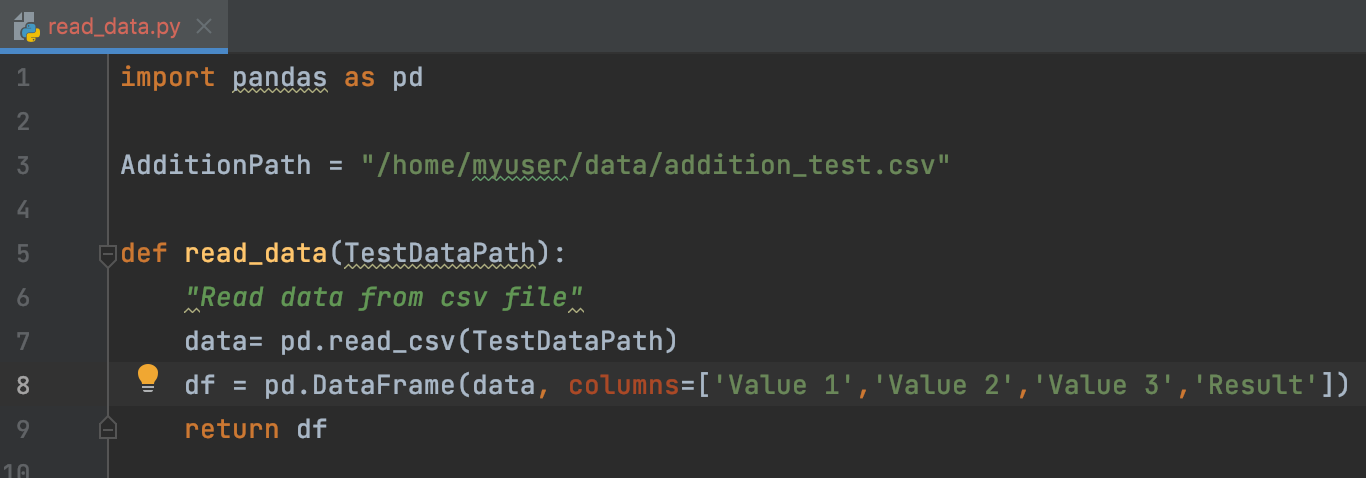 read_data.py
1 import pandas as pd
2
3 AdditionPath = "/home/myuser/data/addition_test.csv"
4
5 def read_data(TestDataPath):
6     "Read data from csv file"
7     data= pd.read_csv(TestDataPath)
8     df = pd.DataFrame(data, columns=['Value 1','Value 2','Value 3','Result'])
9     return df
10